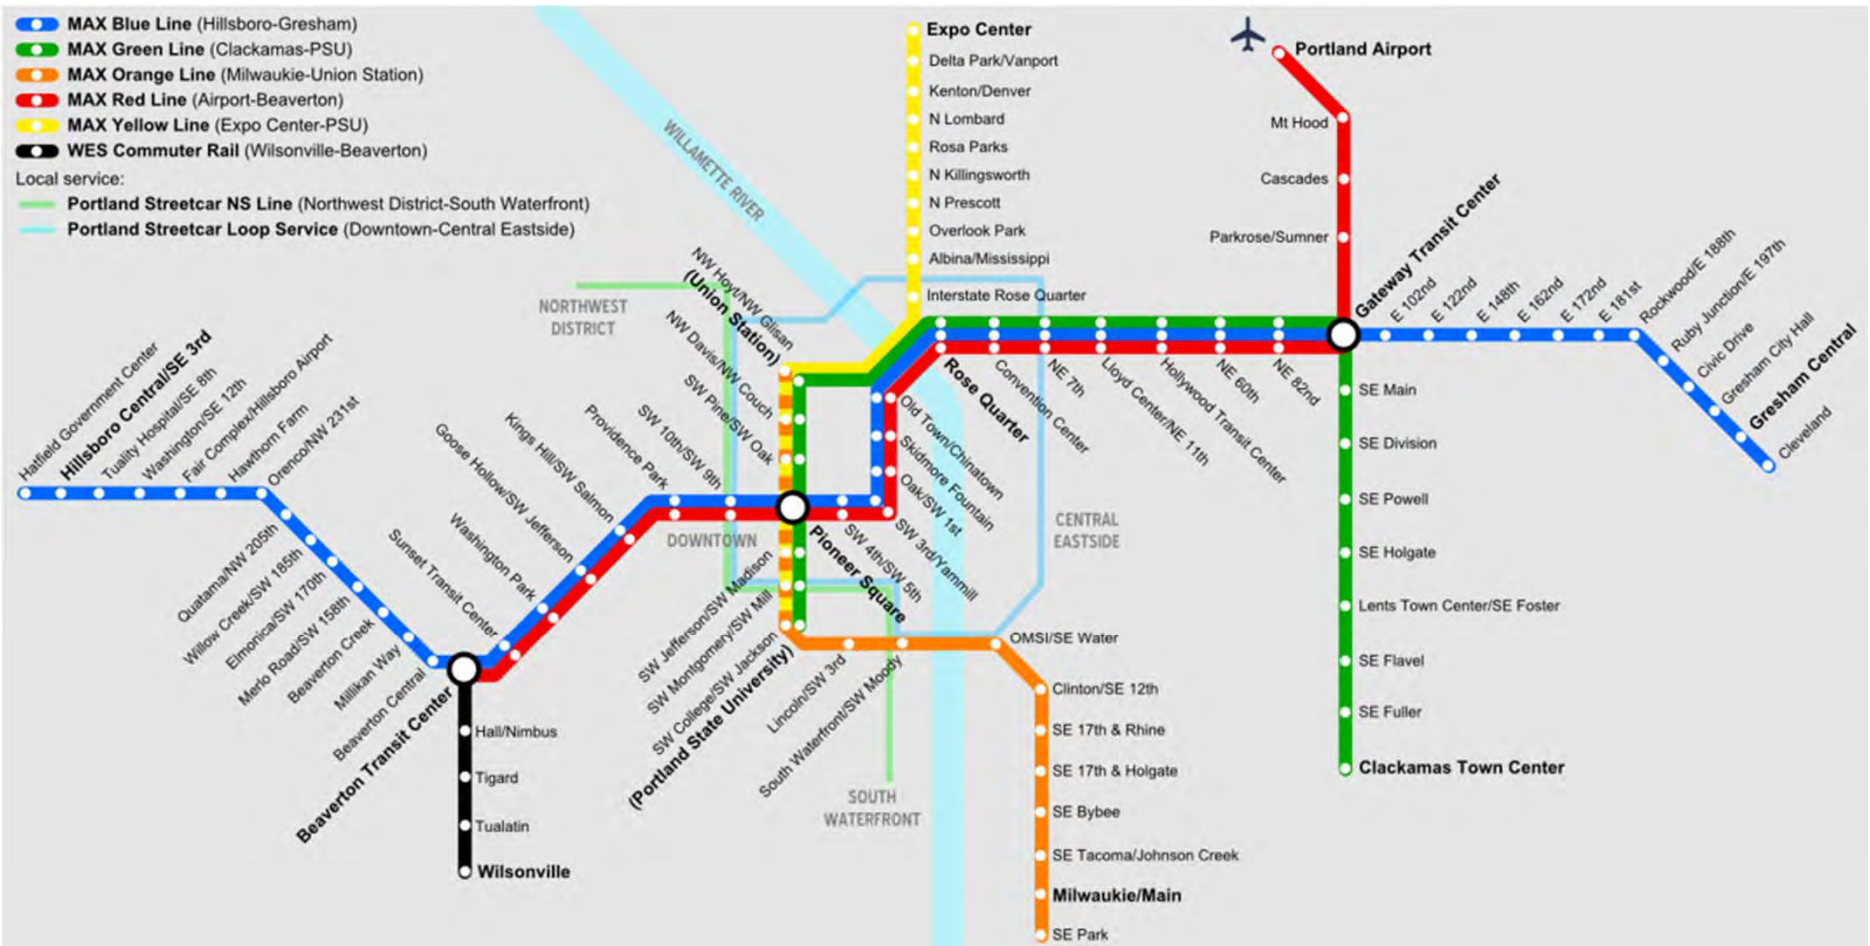 MAX Blue Line (Hillsboro-Gresham)
MAX Green Line (Clackamas-PSU)
MAX Orange Line (Milwaukie-Union Station)
MAX Red Line (Airport-Beaverton)
MAX Yellow Line (Expo Center-PSU)
WES Commuter Rail (Wilsonville-Beaverton)
Local service:
Portland Streetcar NS Line (Northwest District-South Waterfront)
Portland Streetcar Loop Service (Downtown-Central Eastside)
WILLAMETTE RIVER
Expo Center
Delta Park/Vanport
Kenton/Denver
N Lombard
Rosa Parks
N Killingsworth
N Prescott
Overlook Park
Albina/Mississippi
Interstate Rose Quarter
Portland Airport
Mt Hood
Cascades
Parkrose/Sumner
Gateway Transit Center
E 102nd
E 122nd
E 148th
E 162nd
E 172nd
E 181st
Rockwood/E 188th
Ruby Junction/E 197th
Civic Drive
Gresham City Hall
Gresham Central
Cleveland
NORTHWEST
DISTRICT
NW Hoyt/NW Glisan
(Union Station)
NW Davis/NW Couch
SW Pine/SW Oak
Hatfield Government Center
Hillsboro Central/SE 3rd
Tuality Hospital/SE 8th
Washington/SE 12th
Fair Complex/Hillsboro Airport
Hawthorn Farm
Orenco/NW 231st
Quatama/NW 205th
Willow Creek/SW 185th
Elmonica/SW 170th
Merlo Road/SW 158th
Beaverton Creek
Millikan Way
Beaverton Central
Beaverton Transit Center
Sunset Transit Center
Washington Park
Goose Hollow/SW Jefferson
Kings Hill/SW Salmon
Providence Park
SW 10th/SW 9th
DOWNTOWN
Pioneer Square
SW 4th/SW 5th
SW 3rd/Yammill
Oak/SW 1st
Skidmore Fountain
Old Town/Chinatown
Rose Quarter
Convention Center
NE 7th
Lloyd Center/NE 11th
Hollywood Transit Center
NE 60th
NE 82nd
CENTRAL
EASTSIDE
SE Main
SE Division
SE Powell
SE Holgate
Lents Town Center/SE Foster
SE Flavel
SE Fuller
Clackamas Town Center
SW Jefferson/SW Madison
SW Montgomery/SW Mill
SW College/SW Jackson
(Portland State University)
Lincoln/SW 3rd
South Waterfront/SW Moody
OMSI/SE Water
Clinton/SE 12th
SE 17th & Rhine
SE 17th & Holgate
SE Bybee
SE Tacoma/Johnson Creek
Milwaukie/Main
SE Park
SOUTH
WATERFRONT
Hall/Nimbus
Tigard
Tualatin
Wilsonville